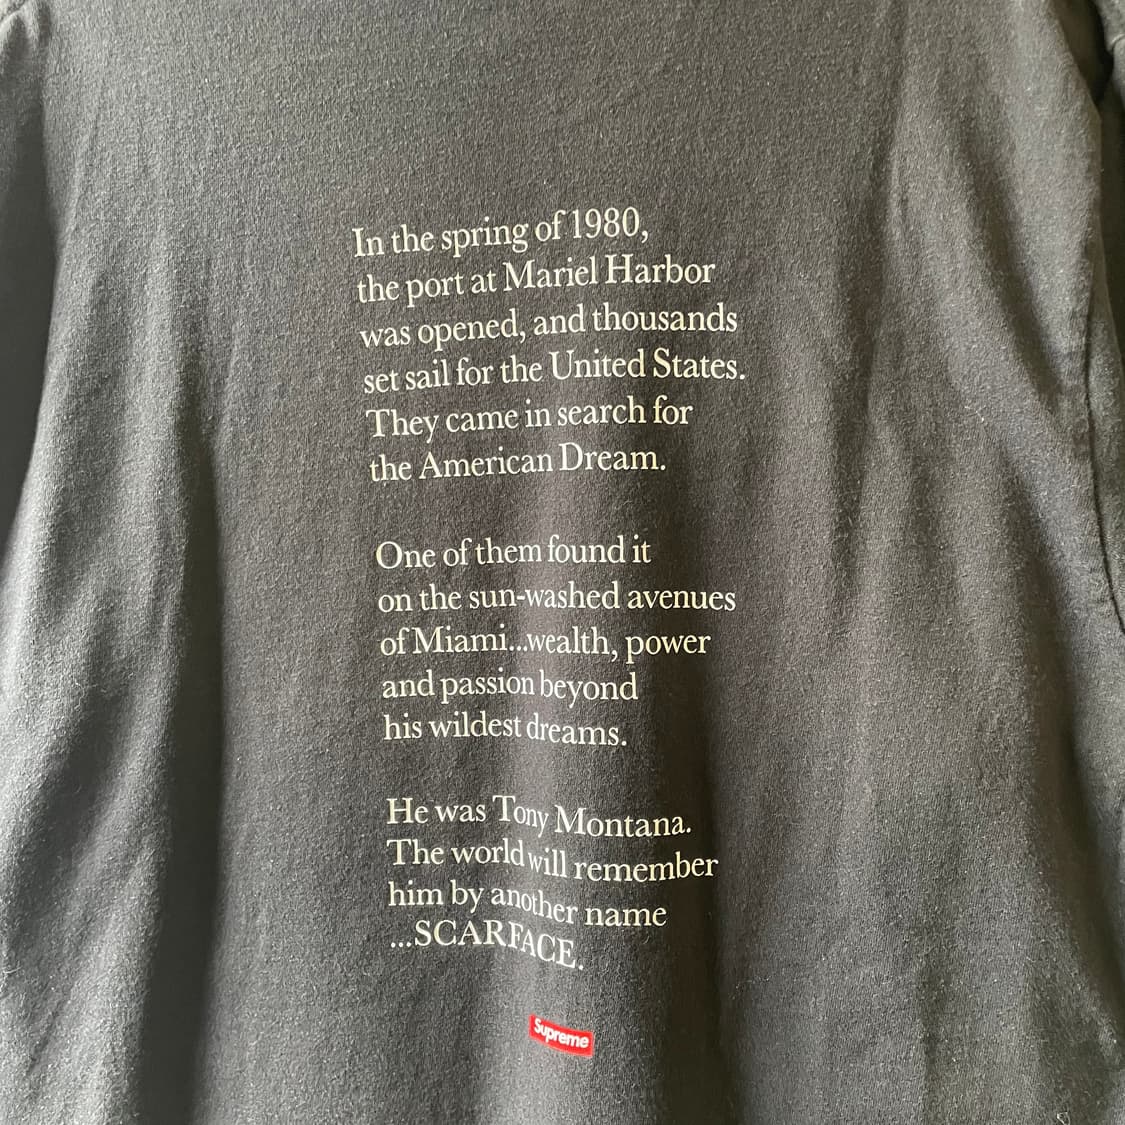 In the spring of 1980,
the port at Mariel Harbor
was opened, and thousands
set sail for the United States.
They came in search for
the American Dream.
One of them found it
on the sun-washed avenues
of Miami...wealth, power
and passion beyond
his wildest dreams.
He was Tony Montana.
The world will remember
him by another name
...SCARFACE.
Supreme